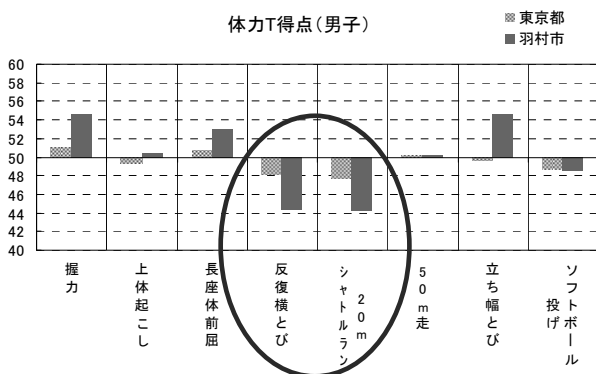 体力T得点(男子)
東京都
羽村市
60
58
56
54
52
50
48
46
44
42
40
握力
上体起こし
長座体前屈
反復横とび
20m
シャトルラン
50m走
立ち幅とび
ソフトボール
投げ